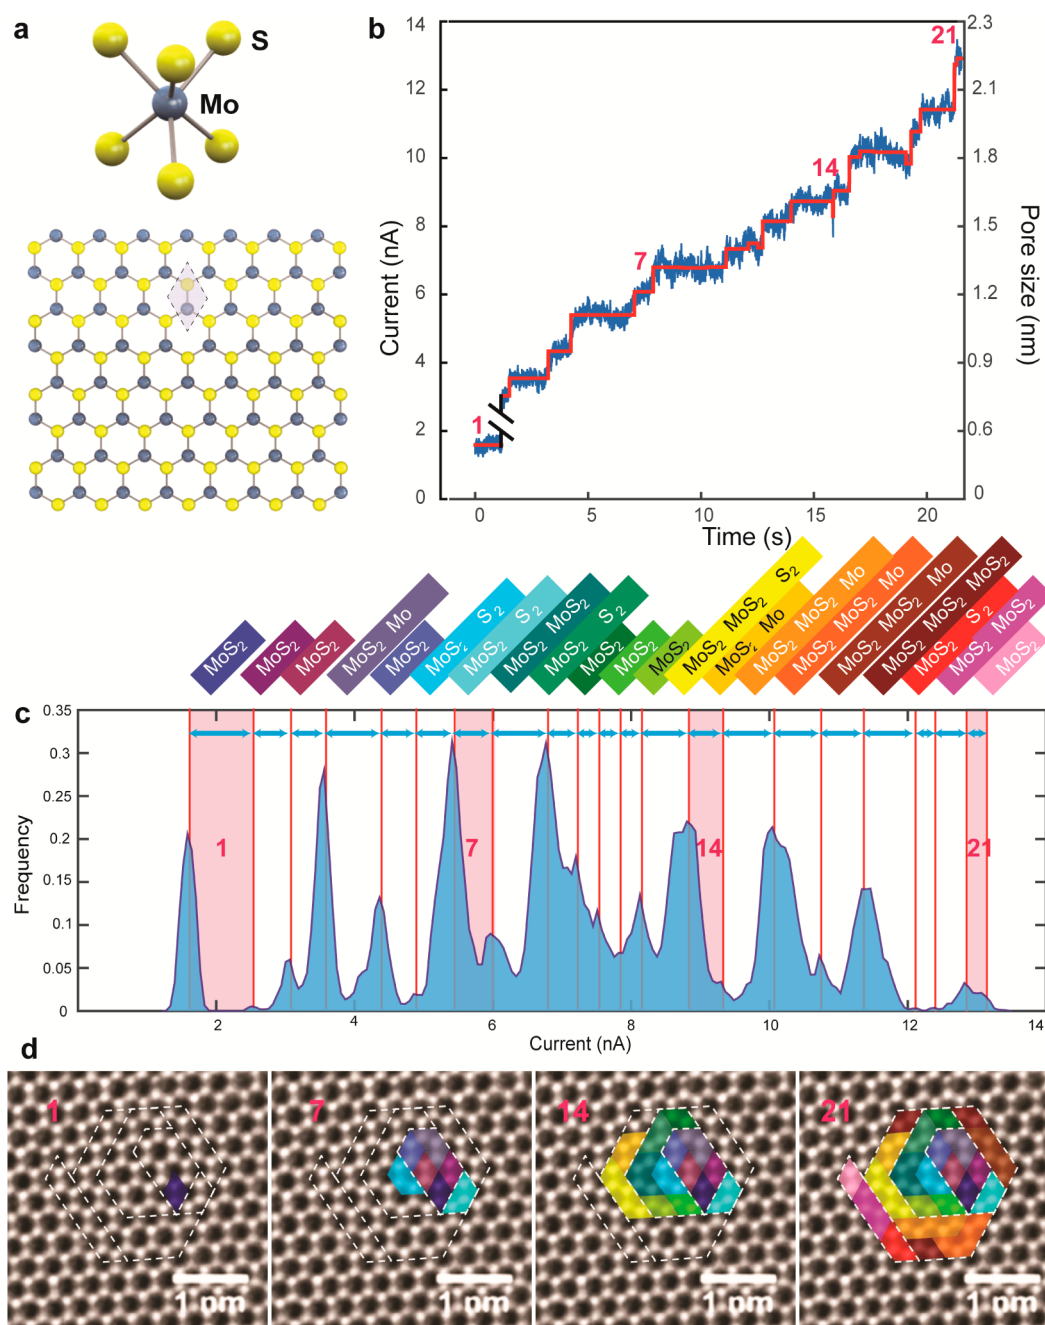 a
S
Mo
b
Current (nA)
14
12
10
8
6
4
2
0
1
7
14
21
2.3
2.1
1.8
1.5
1.2
0.9
0.6
0
Pore size (nm)
0 5 10 15 20
Time (s)
MoS2
MoS2
MoS2
MoS2 Mo
MoS2
MoS2 S2
MoS2 S2
MoS2 MoS2
MoS2 S2
MoS2
MoS2
MoS2
MoS2 MoS2 S2
MoS2 Mo
MoS2 MoS2 Mo
MoS2 MoS2 Mo
MoS2 MoS2 Mo
MoS2 MoS2 MoS2
MoS2 S2
MoS2 MoS2
MoS2
c
Frequency
0.35
0.3
0.25
0.2
0.15
0.1
0.05
0
1
7
14
21
2 4 6 8 10 12 14
Current (nA)
d
1
7
14
21
1 nm
1 nm
1 nm
1 nm